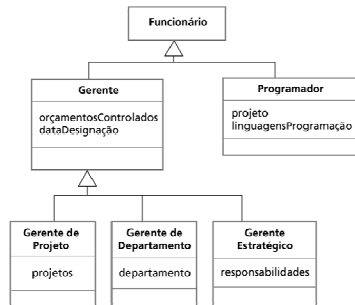 Funcionário
Gerente
orçamentosControlados
dataDesignação
Programador
projeto
linguagensProgramação
Gerente de
Projeto
projetos
Gerente de
Departamento
departamento
Gerente
Estratégico
responsabilidades